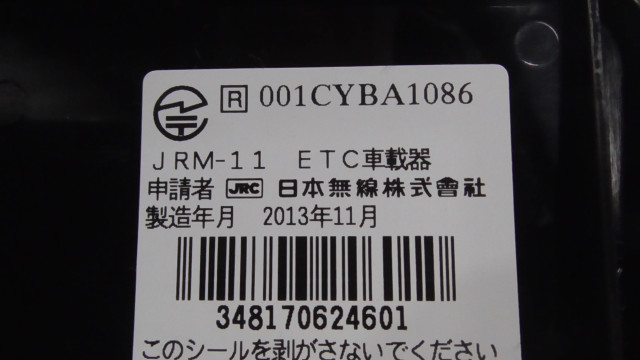 R 001CYBA1086
JRM-11 ETC車載器
申請者 JRC 日本無線株式會社
製造年月 2013年11月
348170624601
このシールを剥がさないでください